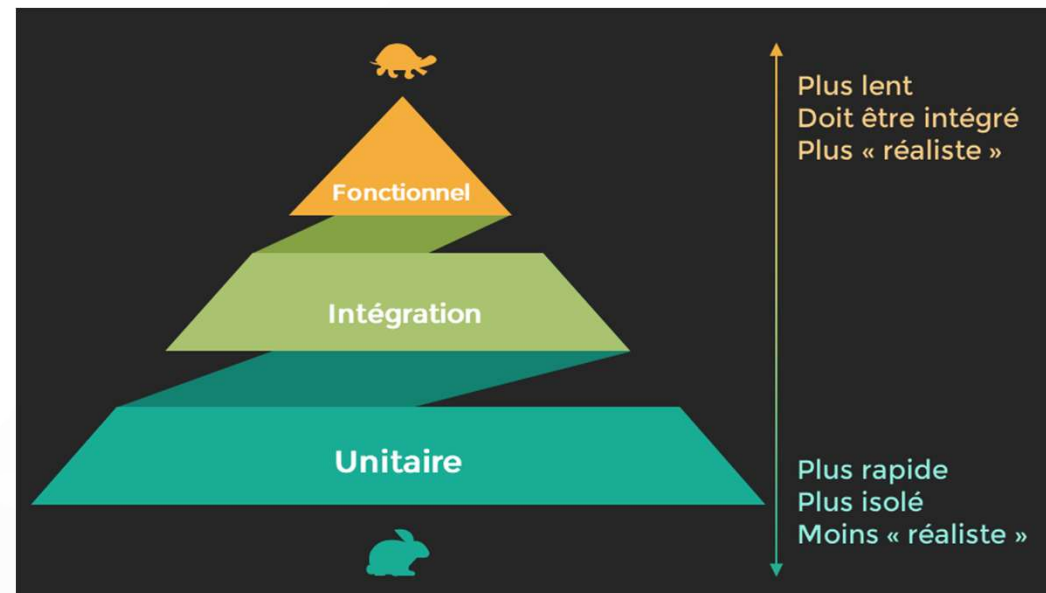 Plus lent
Doit être intégré
Plus « réaliste »
Fonctionnel
Intégration
Unitaire
Plus rapide
Plus isolé
Moins « réaliste »